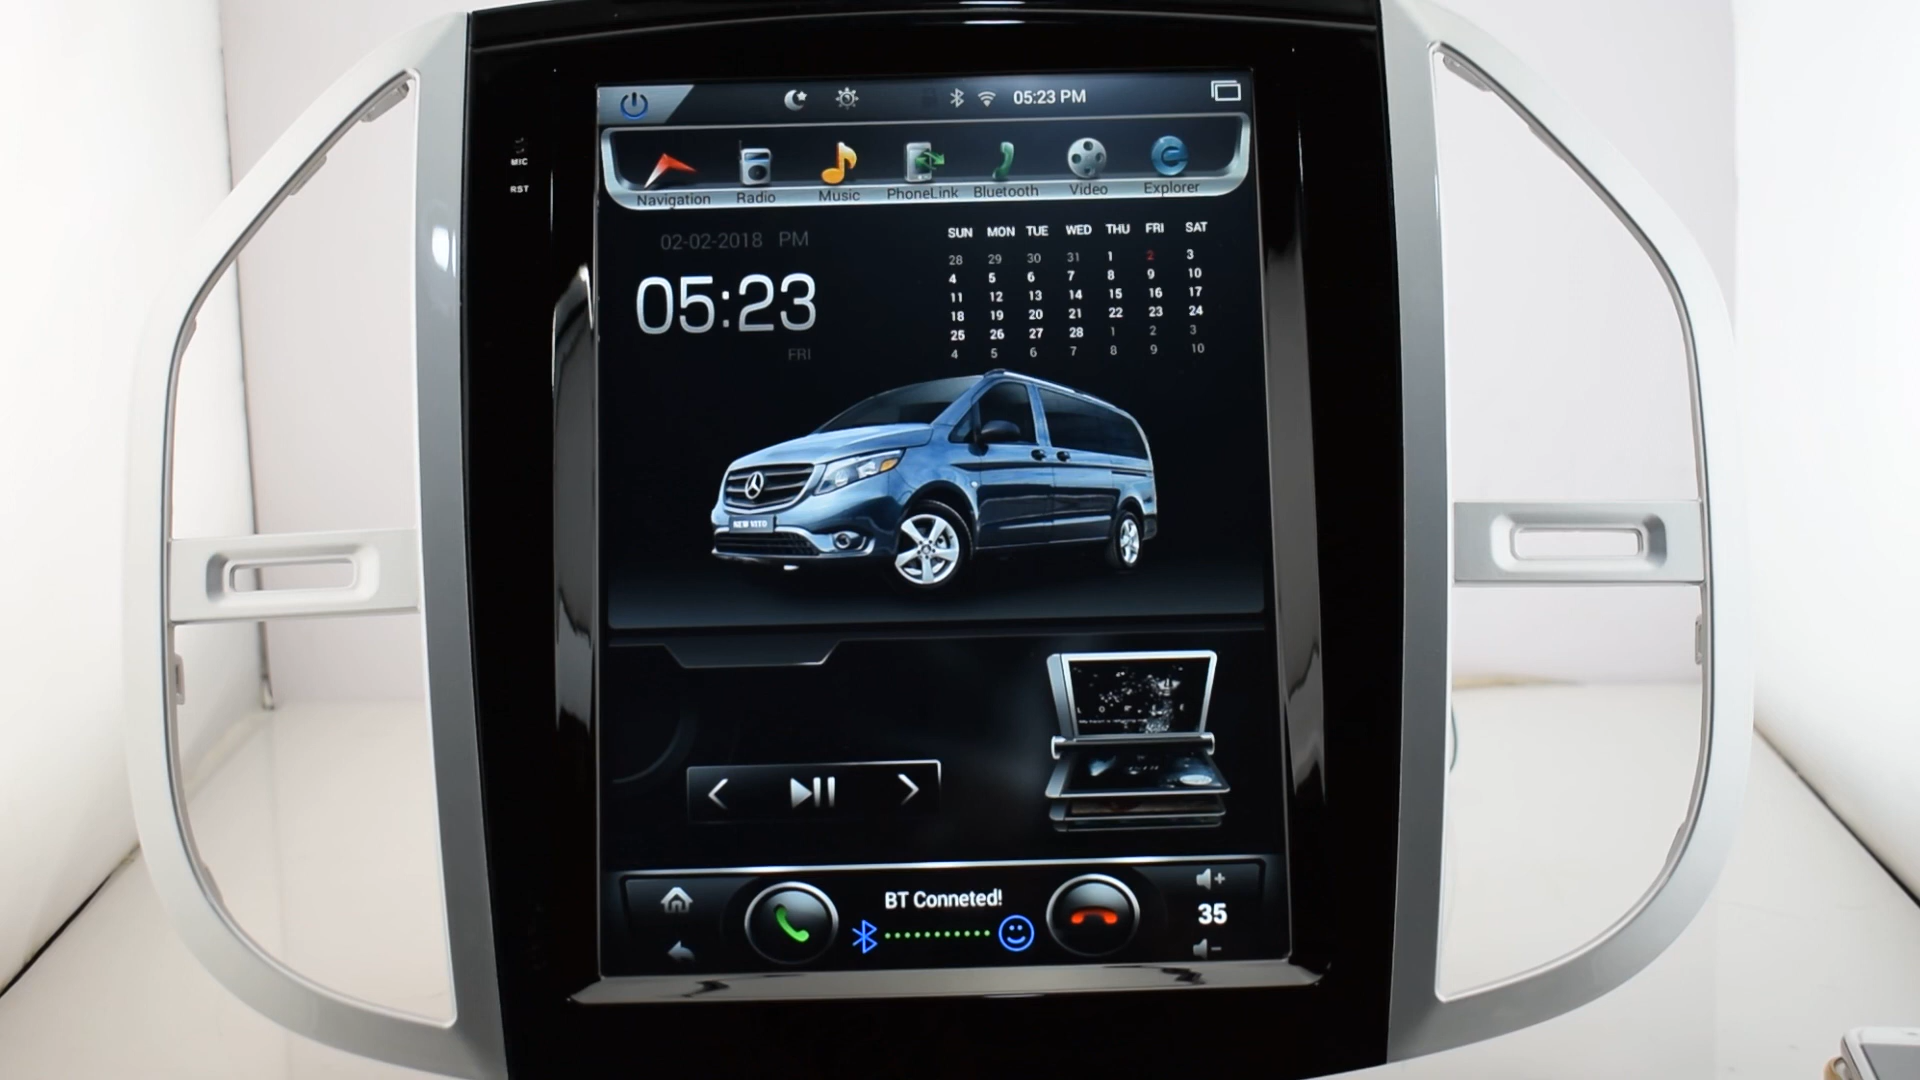 05:23 PM
MIC
RST
Navigation Radio Music PhoneLink Bluetooth Video Explorer
02-02-2018 PM
05:23
FRI
SUN MON TUE WED THU FRI SAT
28 29 30 31 1 2 3
4 5 6 7 8 9 10
11 12 13 14 15 16 17
18 19 20 21 22 23 24
25 26 27 28 1 2 3
4 5 6 7 8 9 10
NEW VITO
BT Conneted!
35